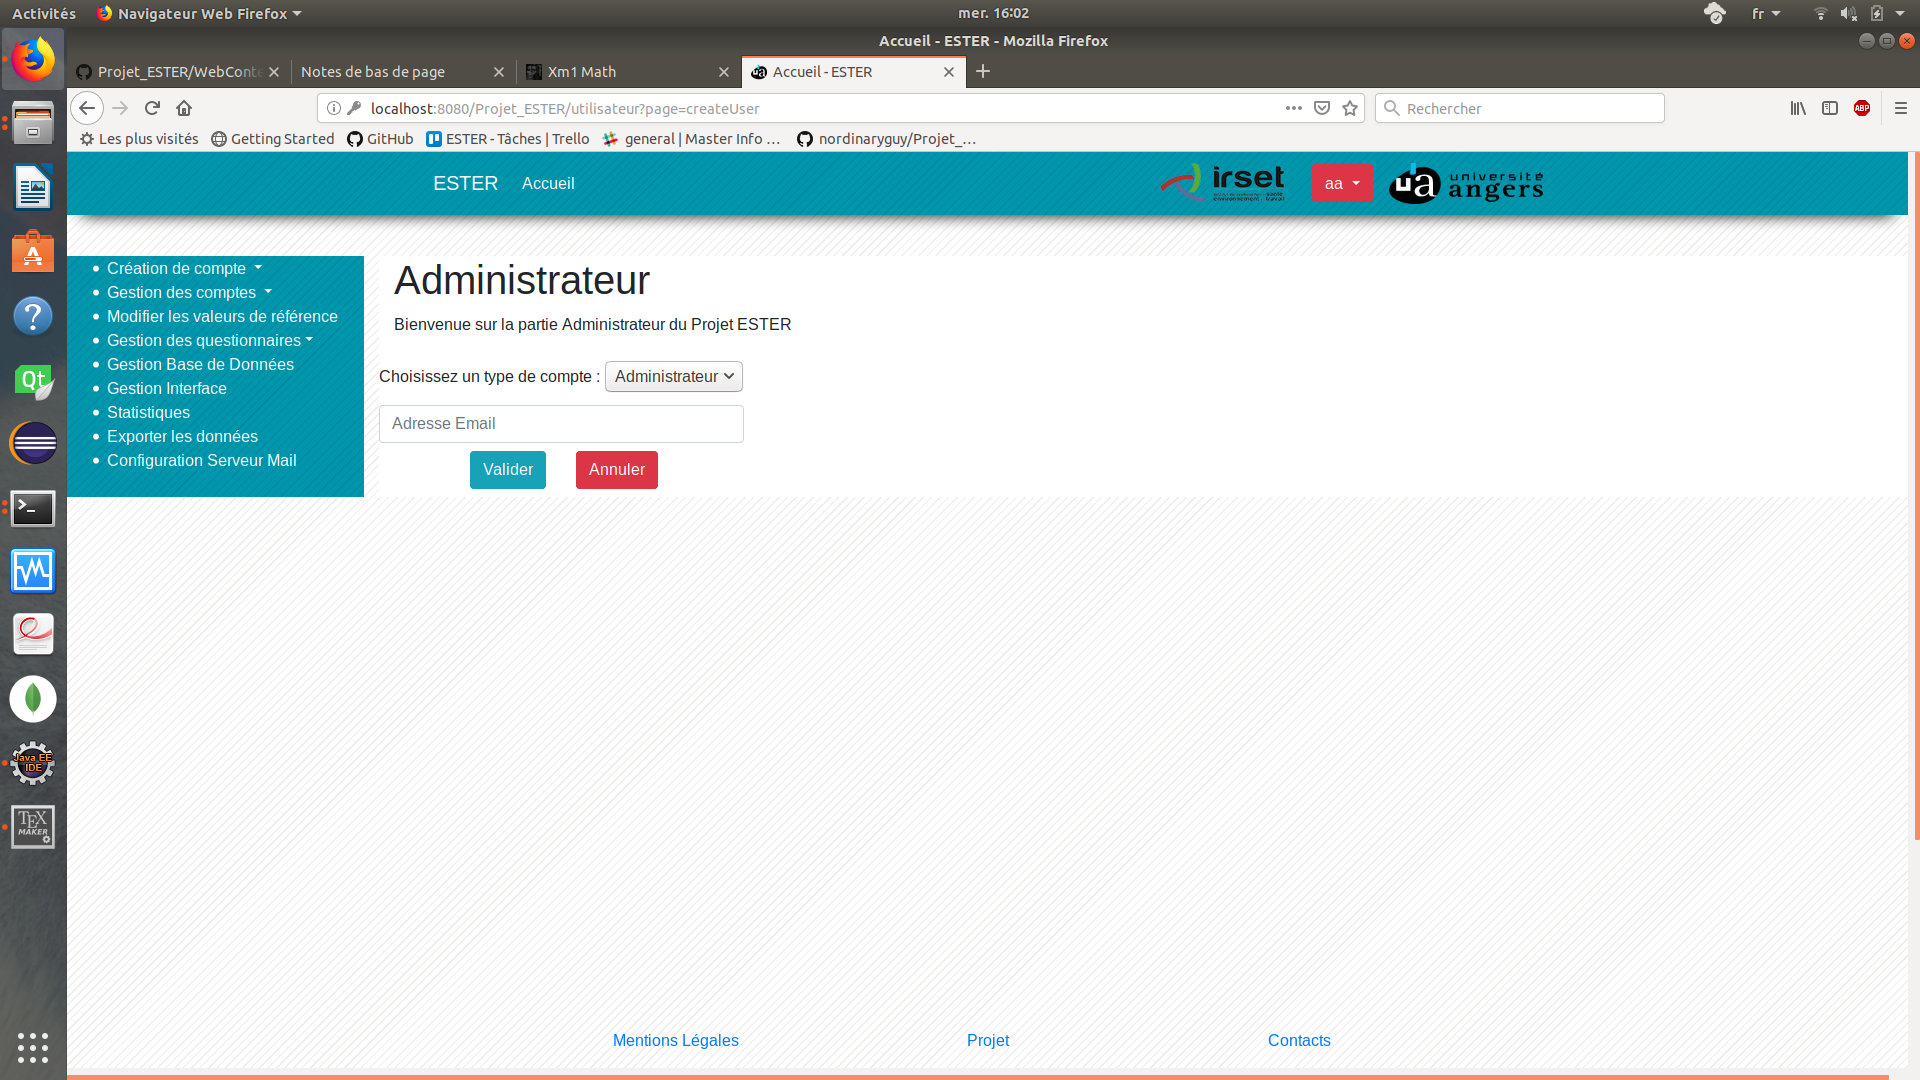 Activités
Navigateur Web Firefox
mer. 16:02
fr
Accueil - ESTER - Mozilla Firefox
Projet_ESTER/WebConte
Notes de bas de page
Xm1 Math
Accueil - ESTER
localhost:8080/Projet_ESTER/utilisateur?page=createUser
Rechercher
ABP
Les plus visités
Getting Started
GitHub
ESTER - Tâches | Trello
general | Master Info ...
nordinaryguy/Projet_...
ESTER
Accueil
irset
environnement - travail
aa
ua
université
angers
Création de compte
Gestion des comptes
Modifier les valeurs de référence
Gestion des questionnaires
Gestion Base de Données
Gestion Interface
Statistiques
Exporter les données
Configuration Serveur Mail
Administrateur
Bienvenue sur la partie Administrateur du Projet ESTER
Choisissez un type de compte :
Administrateur
Adresse Email
Valider
Annuler
Mentions Légales
Projet
Contacts
Qt
Java EE
IDE
TEX
MAKER